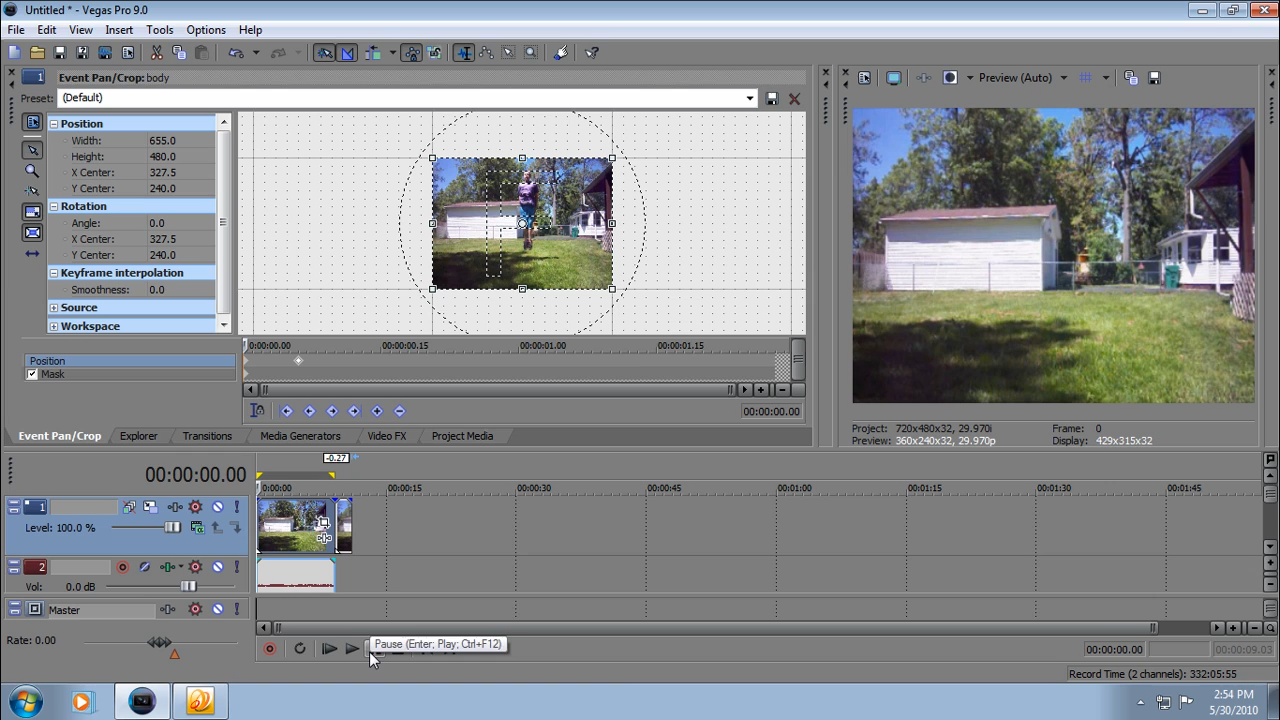 Untitled * - Vegas Pro 9.0
File Edit View Insert Tools Options Help
1 Event Pan/Crop: body
Preset: (Default)
Position
Width: 655.0
Height: 480.0
X Center: 327.5
Y Center: 240.0
Rotation
Angle: 0.0
X Center: 327.5
Y Center: 240.0
Keyframe interpolation
Smoothness: 0.0
Source
Workspace
Position
Mask
0:00:00.00 00:00:00.15 00:00:01.00 00:00:01.15
00:00:00.00
Event Pan/Crop Explorer Transitions Media Generators Video FX Project Media
Preview (Auto)
Project: 720x480x32, 29.970i
Preview: 360x240x32, 29.970p
Frame: 0
Display: 429x315x32
00:00:00.00
-0.27
0:00:00 00:00:15 00:00:30 00:00:45 00:01:00 00:01:15 00:01:30 00:01:45
1
Level: 100.0 %
2
Vol: 0.0 dB
Master
Rate: 0.00
Pause (Enter; Play; Ctrl+F12)
00:00:00.00 00:00:09.03
Record Time (2 channels): 332:05:55
2:54 PM
5/30/2010